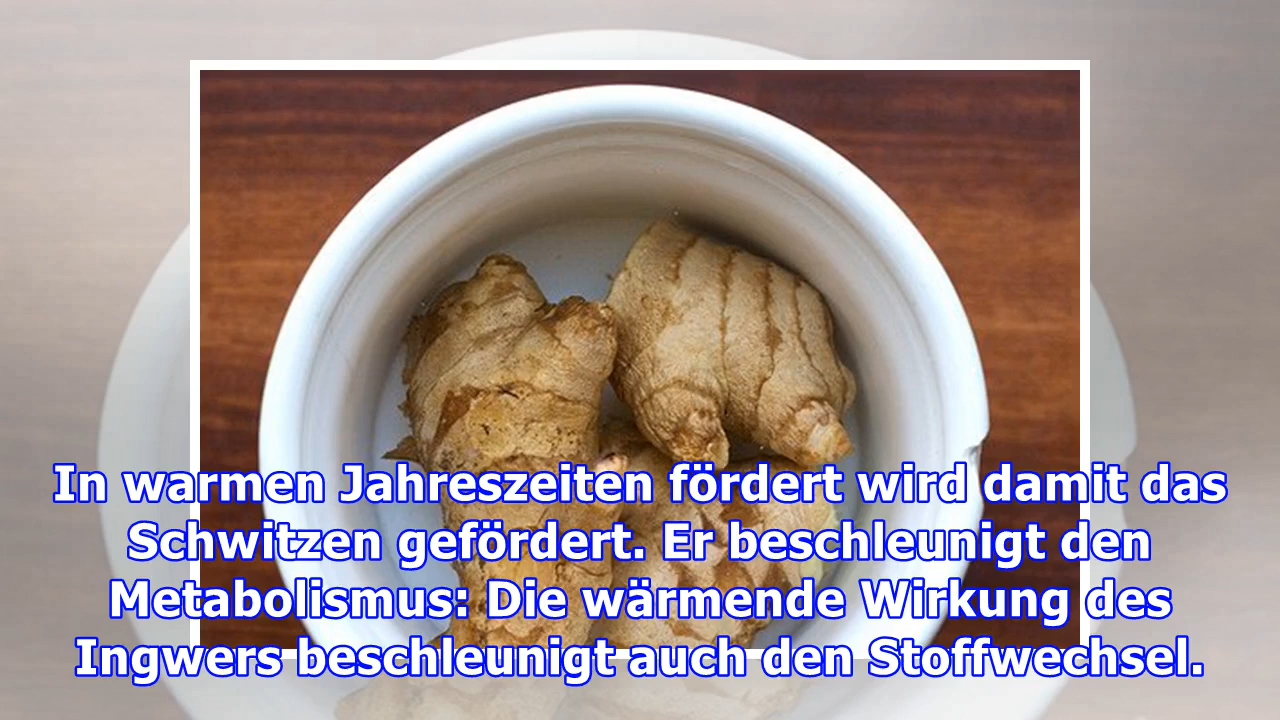 In warmen Jahreszeiten fördert wird damit das
Schwitzen gefördert. Er beschleunigt den
Metabolismus: Die wärmende Wirkung des
Ingwers beschleunigt auch den Stoffwechsel.